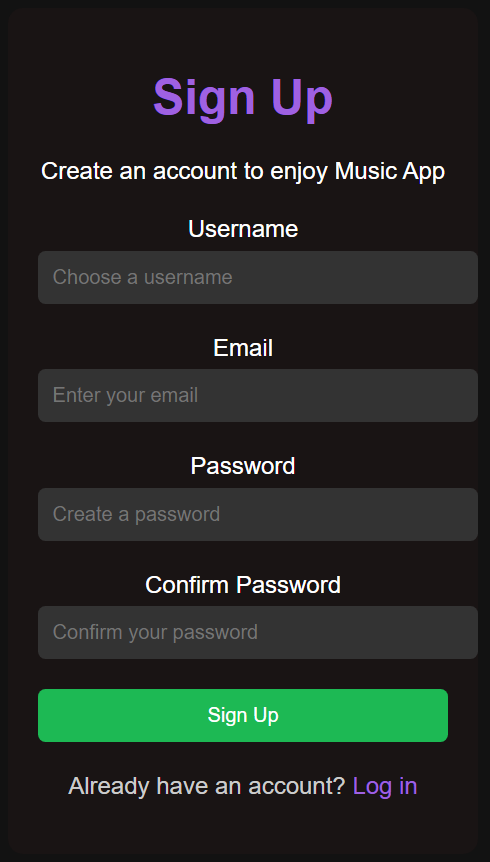 Sign Up
Create an account to enjoy Music App
Username
Choose a username
Email
Enter your email
Password
Create a password
Confirm Password
Confirm your password
Sign Up
Already have an account? Log in